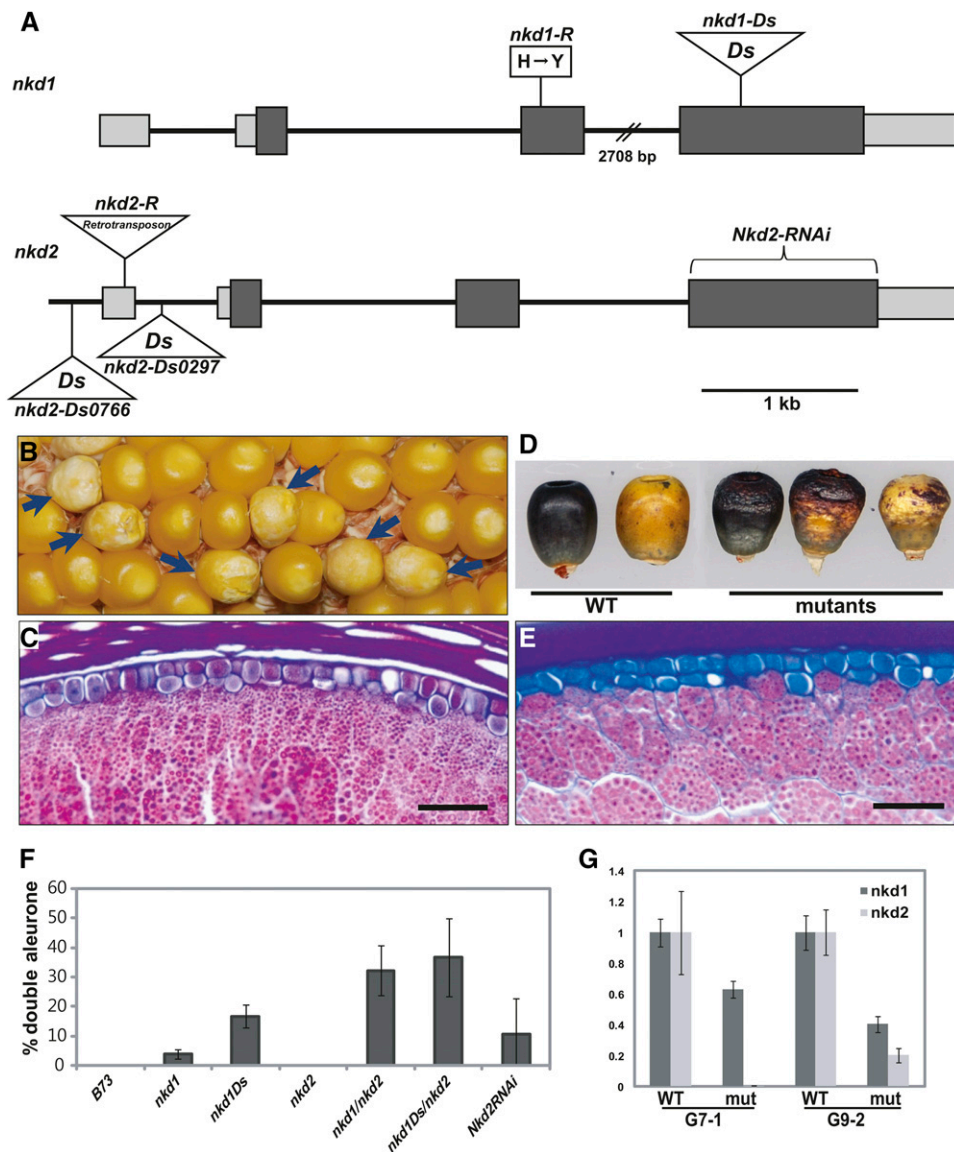 A
nkd1
nkd1-R
H→Y
nkd1-Ds
Ds
2708 bp
nkd2
nkd2-R
Retrotransposon
Nkd2-RNAi
Ds
nkd2-Ds0297
Ds
nkd2-Ds0766
1 kb
B
D
WT
mutants
C
E
F
% double aleurone
60
50
40
30
20
10
0
B73
nkd1
nkd1Ds
nkd2
nkd1/nkd2
nkd1Ds/nkd2
Nkd2RNAi
G
1.4
1.2
1
0.8
0.6
0.4
0.2
0
nkd1
nkd2
WT mut WT mut
G7-1 G9-2